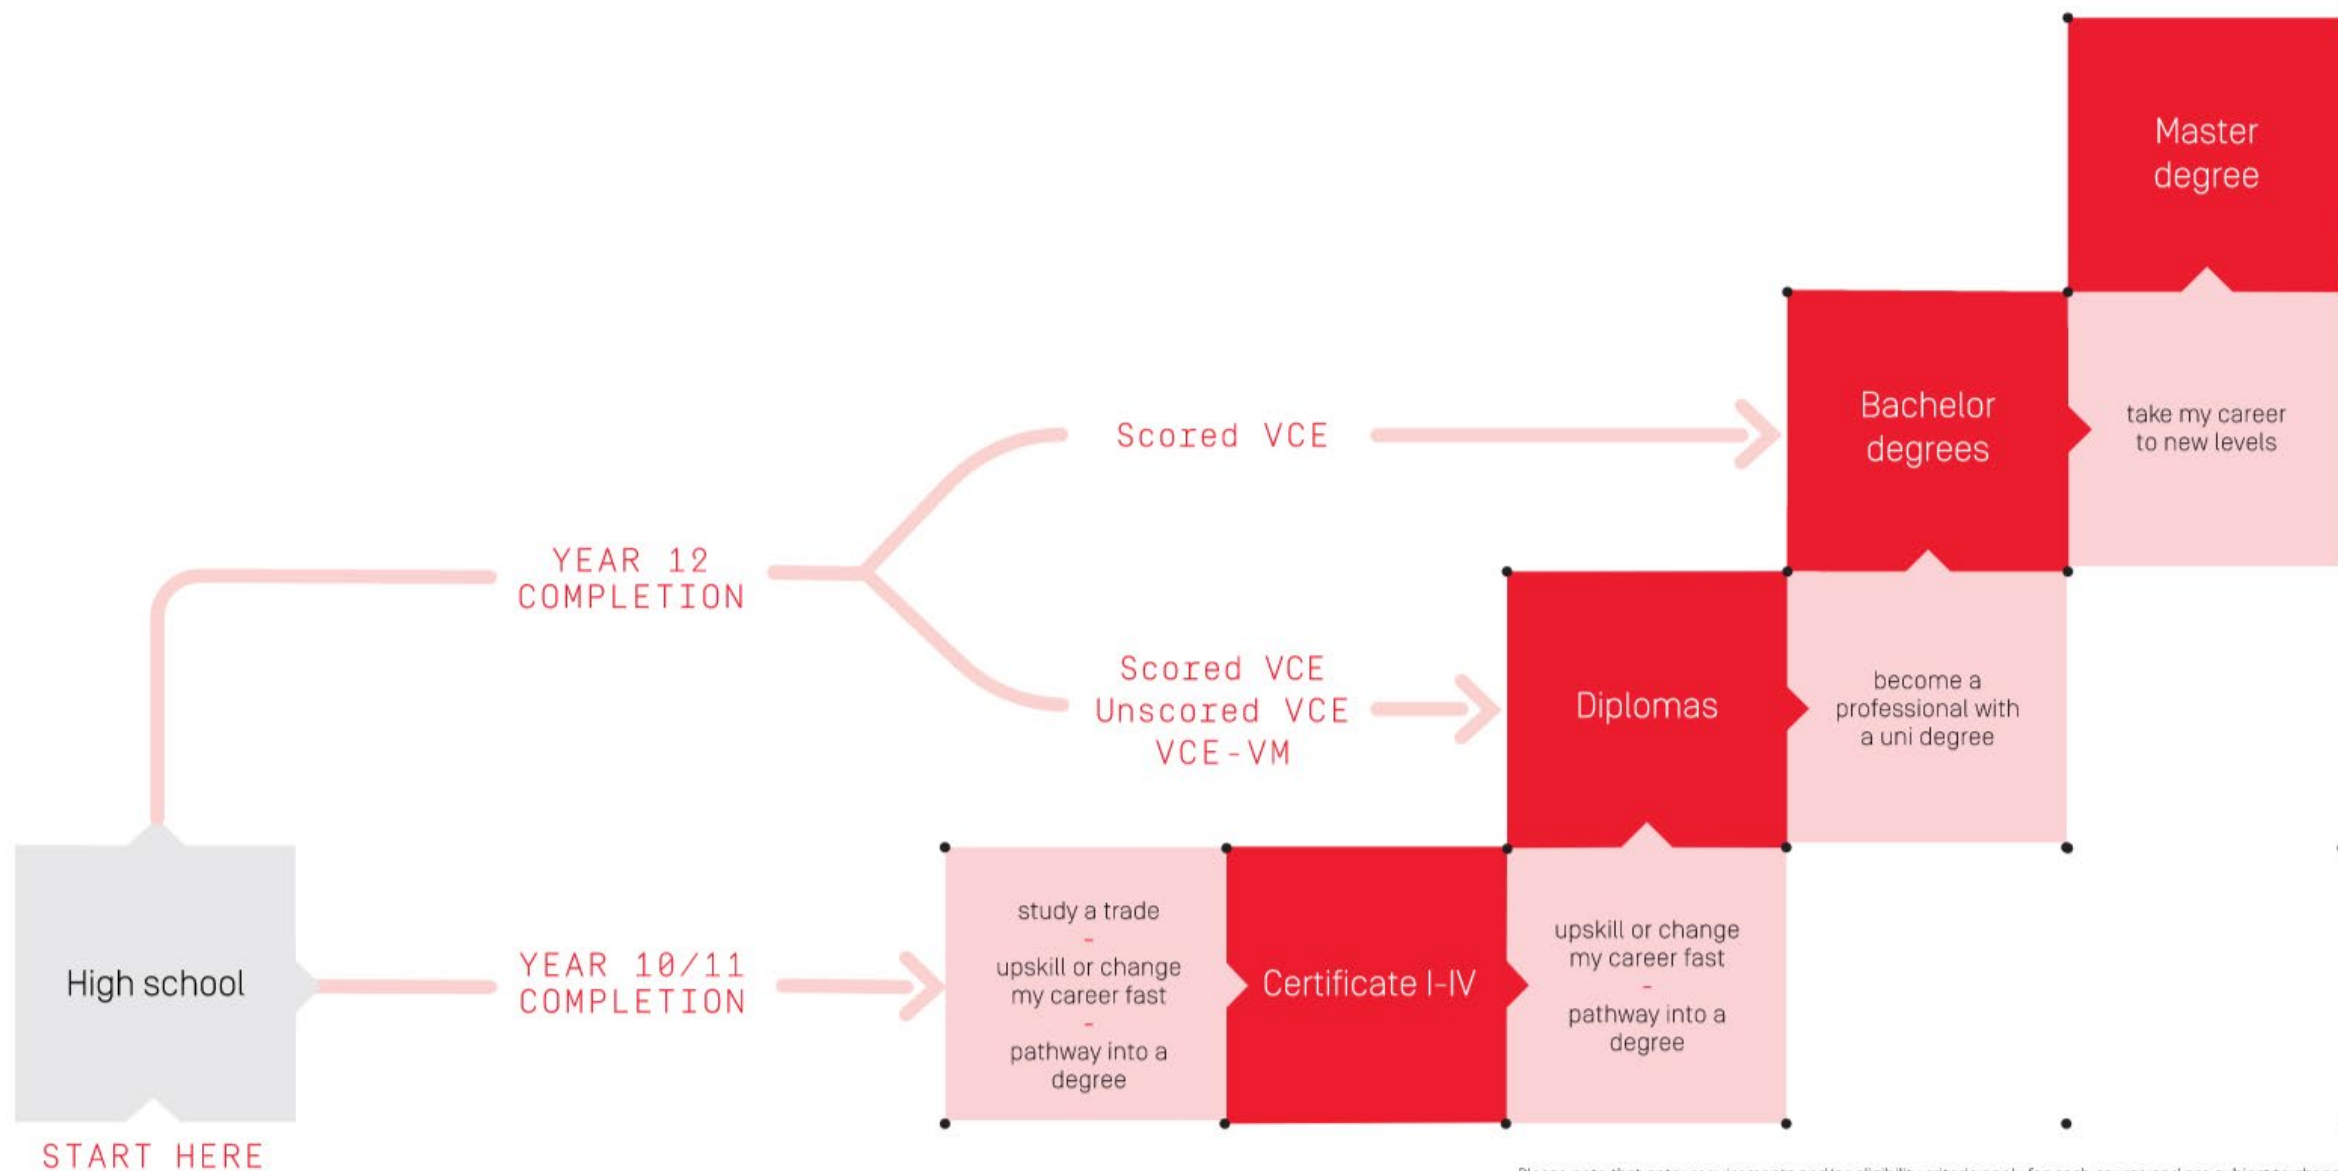 Master
degree
Bachelor
degrees
take my career
to new levels
Scored VCE
YEAR 12
COMPLETION
Scored VCE
Unscored VCE
VCE-VM
Diplomas
become a
professional with
a uni degree
High school
YEAR 10/11
COMPLETION
study a trade
-
upskill or change
my career fast
-
pathway into a
degree
Certificate I-IV
upskill or change
my career fast
-
pathway into a
degree
START HERE